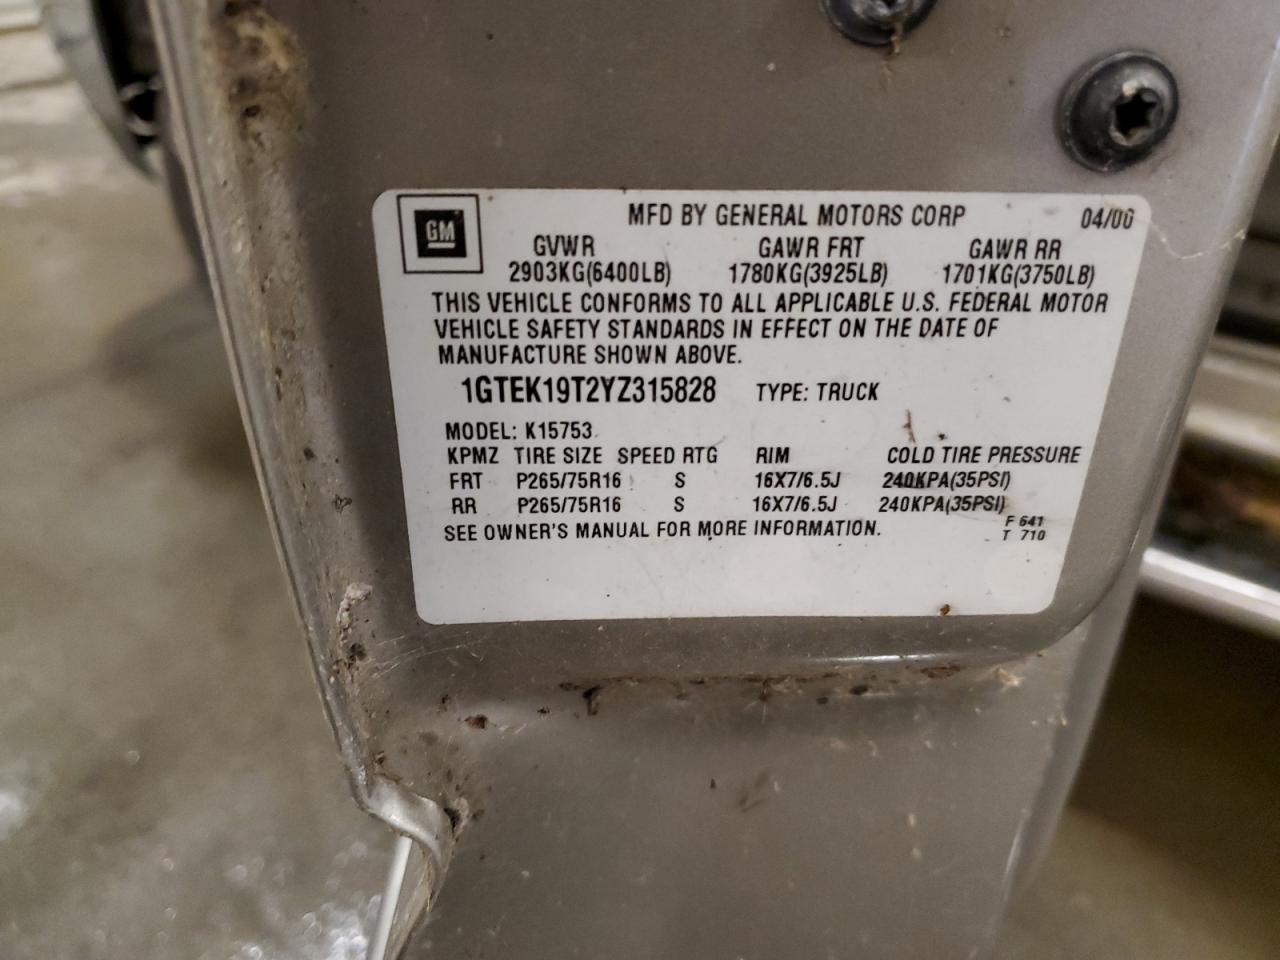 MFD BY GENERAL MOTORS CORP 04/00
GM
GVWR GAWR FRT GAWR RR
2903KG(6400LB) 1780KG(3925LB) 1701KG(3750LB)
THIS VEHICLE CONFORMS TO ALL APPLICABLE U.S. FEDERAL MOTOR
VEHICLE SAFETY STANDARDS IN EFFECT ON THE DATE OF
MANUFACTURE SHOWN ABOVE.
1GTEK19T2YZ315828 TYPE: TRUCK
MODEL: K15753
KPMZ TIRE SIZE SPEED RTG RIM COLD TIRE PRESSURE
FRT P265/75R16 S 16X7/6.5J 240KPA(35PSI)
RR P265/75R16 S 16X7/6.5J 240KPA(35PSI)
SEE OWNER'S MANUAL FOR MORE INFORMATION.
F 641
T 710